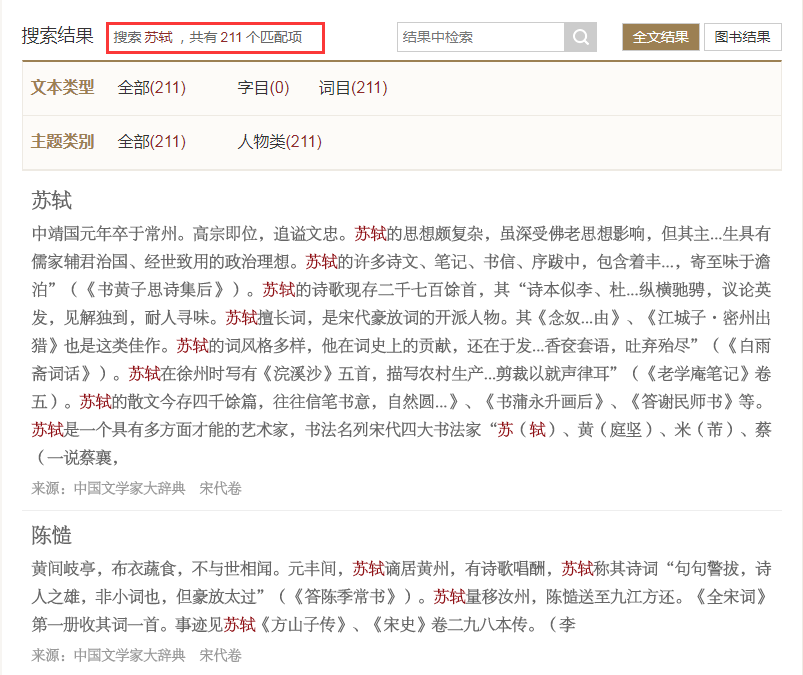 搜索结果 搜索 苏轼 ，共有 211 个匹配项 结果中检索 全文结果 图书结果
文本类型 全部(211) 字目(0) 词目(211)
主题类别 全部(211) 人物类(211)
苏轼
中靖国元年卒于常州。高宗即位，追谥文忠。苏轼的思想颇复杂，虽深受佛老思想影响，但其主...生具有
儒家辅君治国、经世致用的政治理想。苏轼的许多诗文、笔记、书信、序跋中，包含着丰...，寄至味于澹
泊”（《书黄子思诗集后》）。苏轼的诗歌现存二千七百馀首，其“诗本似李、杜...纵横驰骋，议论英
发，见解独到，耐人寻味。苏轼擅长词，是宋代豪放词的开派人物。其《念奴...由》、《江城子·密州出
猎》也是这类佳作。苏轼的词风格多样，他在词史上的贡献，还在于发...香奁套语，吐弃殆尽”（《白雨
斋词话》）。苏轼在徐州时写有《浣溪沙》五首，描写农村生产...剪裁以就声律耳”（《老学庵笔记》卷
五）。苏轼的散文今存四千馀篇，往往信笔书意，自然圆...》、《书蒲永升画后》、《答谢民师书》等。
苏轼是一个具有多方面才能的艺术家，书法名列宋代四大书法家“苏（轼）、黄（庭坚）、米（芾）、蔡
（一说蔡襄，
来源：中国文学家大辞典 宋代卷
陈慥
黄间岐亭，布衣蔬食，不与世相闻。元丰间，苏轼谪居黄州，有诗歌唱酬，苏轼称其诗词“句句警拔，诗
人之雄，非小词也，但豪放太过”（《答陈季常书》）。苏轼量移汝州，陈慥送至九江方还。《全宋词》
第一册收其词一首。事迹见苏轼《方山子传》、《宋史》卷二九八本传。（李
来源：中国文学家大辞典 宋代卷